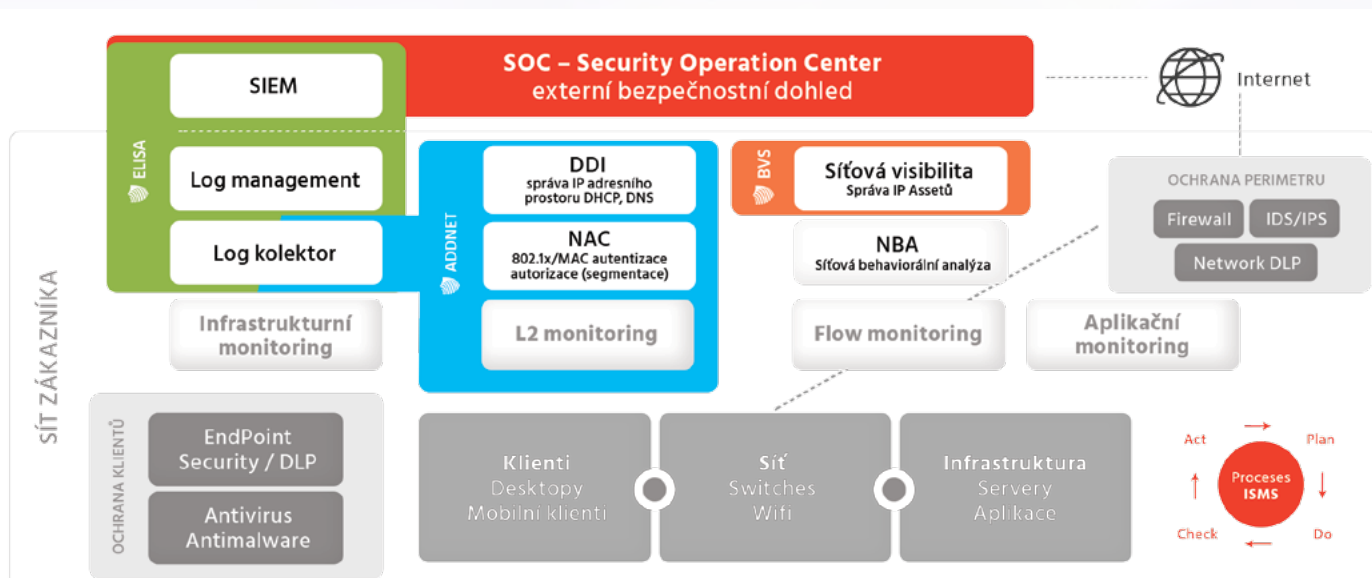 SOC – Security Operation Center
externí bezpečnostní dohled
Internet
SÍŤ ZÁKAZNÍKA
ELISA
SIEM
Log management
Log kolektor
ADDNET
DDI
správa IP adresního
prostoru DHCP, DNS
NAC
802.1x/MAC autentizace
autorizace (segmentace)
L2 monitoring
BVS
Síťová visibilita
Správa IP Assetů
NBA
Síťová behaviorální analýza
OCHRANA PERIMETRU
Firewall
IDS/IPS
Network DLP
Infrastrukturní
monitoring
Flow monitoring
Aplikační
monitoring
OCHRANA KLIENTŮ
EndPoint
Security / DLP
Antivirus
Antimalware
Klienti
Desktopy
Mobilní klienti
Síť
Switches
Wifi
Infrastruktura
Servery
Aplikace
Act
Plan
Proceses
ISMS
Check
Do